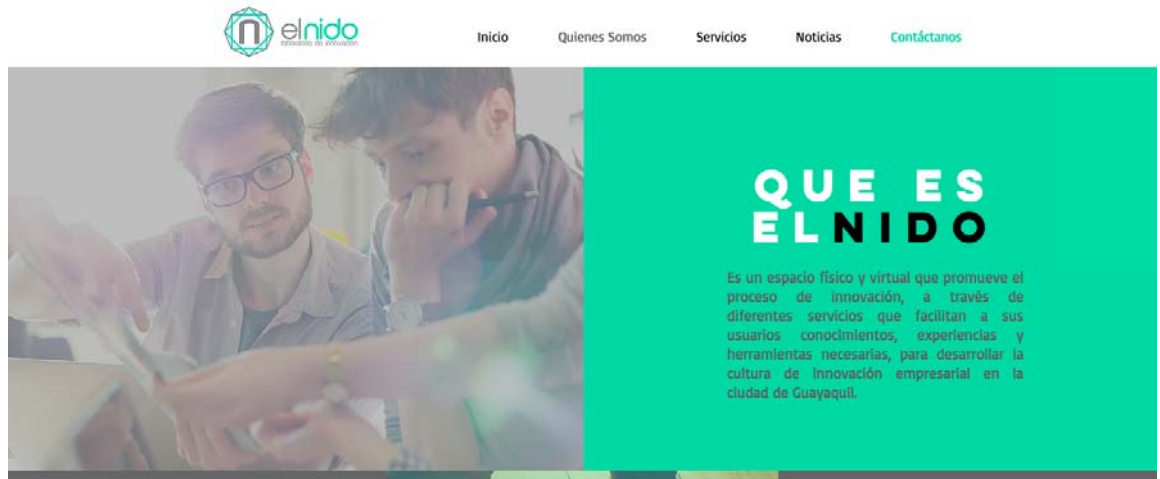 n elnido
laboratorio de innovación
Inicio Quienes Somos Servicios Noticias Contáctanos
QUE ES
ELNIDO
Es un espacio físico y virtual que promueve el
proceso de innovación, a través de
diferentes servicios que facilitan a sus
usuarios conocimientos, experiencias y
herramientas necesarias, para desarrollar la
cultura de innovación empresarial en la
ciudad de Guayaquil.